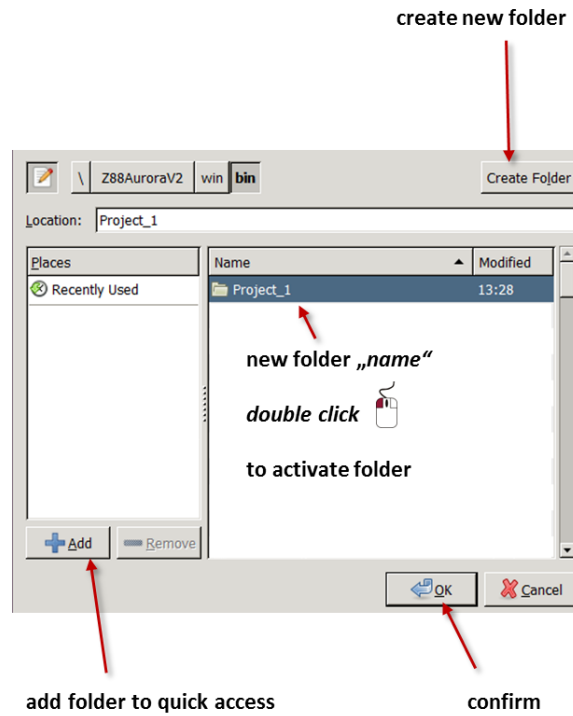 create new folder
\ Z88AuroraV2 win bin Create Folder
Location: Project_1
Places Name Modified
Recently Used Project_1 13:28
new folder „name“
double click
to activate folder
Add Remove
OK Cancel
add folder to quick access confirm